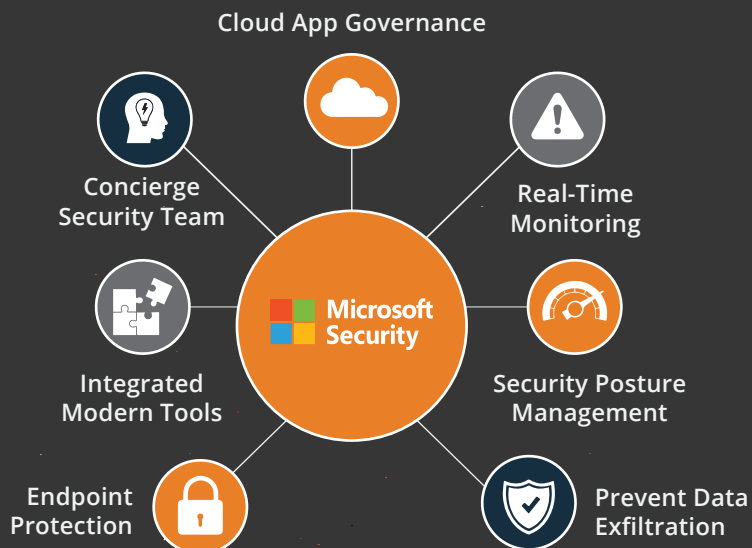 Cloud App Governance
Concierge
Security Team
Real-Time
Monitoring
Microsoft
Security
Integrated
Modern Tools
Security Posture
Management
Endpoint
Protection
Prevent Data
Exfiltration